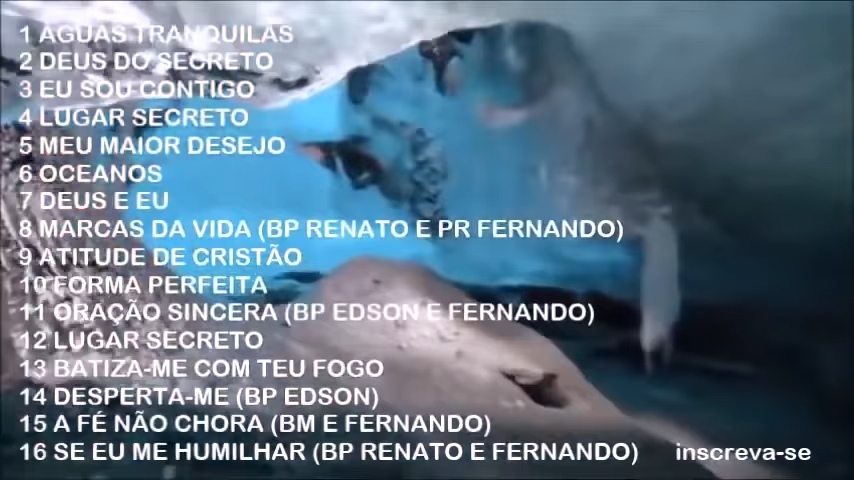 1 ÁGUAS TRANQUILAS
2 DEUS DO SECRETO
3 EU SOU CONTIGO
4 LUGAR SECRETO
5 MEU MAIOR DESEJO
6 OCEANOS
7 DEUS E EU
8 MARCAS DA VIDA (BP RENATO E PR FERNANDO)
9 ATITUDE DE CRISTÃO
10 FORMA PERFEITA
11 ORAÇÃO SINCERA (BP EDSON E FERNANDO)
12 LUGAR SECRETO
13 BATIZA-ME COM TEU FOGO
14 DESPERTA-ME (BP EDSON)
15 A FÉ NÃO CHORA (BM E FERNANDO)
16 SE EU ME HUMILHAR (BP RENATO E FERNANDO) inscreva-se